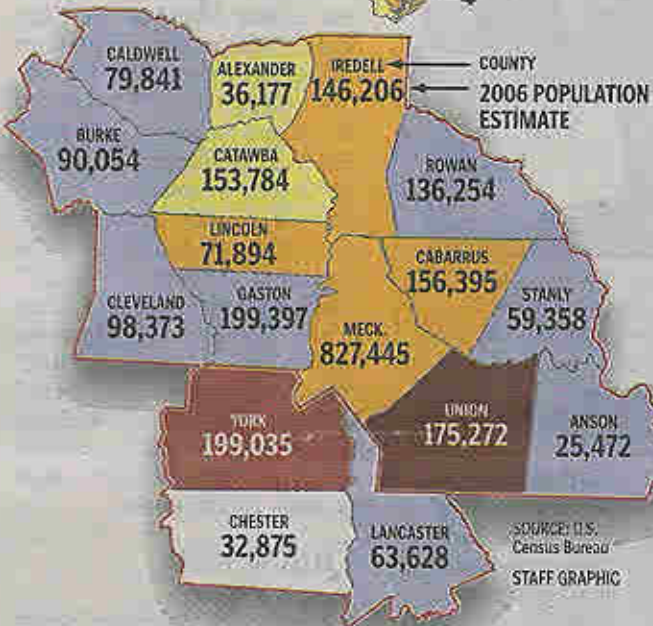 CALDWELL
79,841
ALEXANDER
36,177
IREDELL
146,206
COUNTY
2006 POPULATION
ESTIMATE
BURKE
90,054
CATAWBA
153,784
ROWAN
136,254
LINCOLN
71,894
CABARRUS
156,395
CLEVELAND
98,373
GASTON
199,397
STANLY
59,358
MECK.
827,445
YORK
199,035
UNION
175,272
ANSON
25,472
CHESTER
32,875
LANCASTER
63,628
SOURCE: U.S.
Census Bureau
STAFF GRAPHIC